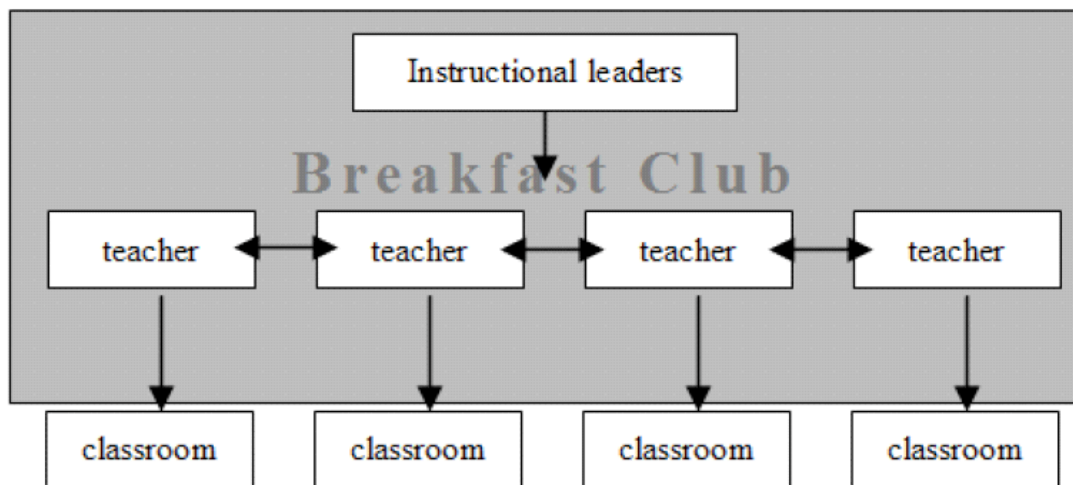 Instructional leaders
Breakfast Club
teacher teacher teacher teacher
classroom classroom classroom classroom